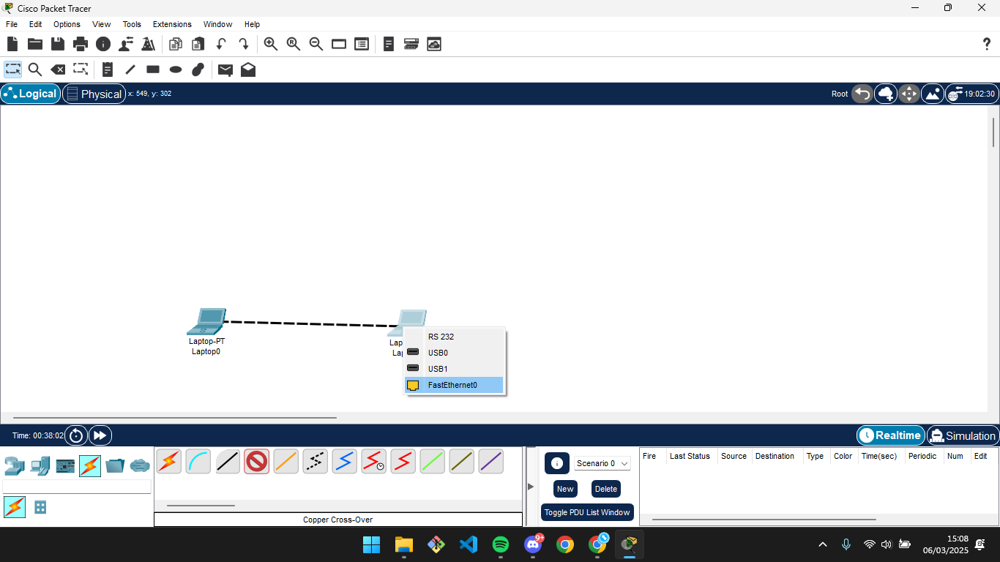 Cisco Packet Tracer
File Edit Options View Tools Extensions Window Help
?
Logical Physical x: 549, y: 302 Root 19:02:30
Laptop-PT
Laptop0
Lap
Lap
RS 232
USB0
USB1
FastEthernet0
Time: 00:38:02 Realtime Simulation
Scenario 0
New Delete
Toggle PDU List Window
Fire Last Status Source Destination Type Color Time(sec) Periodic Num Edit
Copper Cross-Over
9+
15:08
06/03/2025